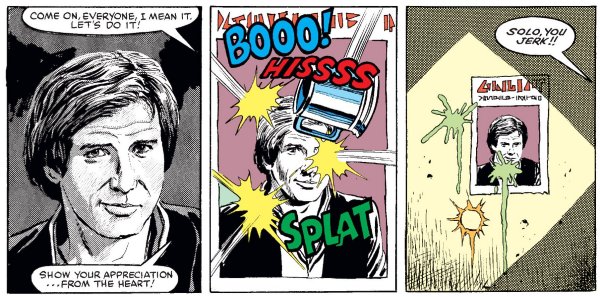 COME ON, EVERYONE, I MEAN IT.
LET'S DO IT!
SHOW YOUR APPRECIATION
...FROM THE HEART!
BOOO!
HISSSS
SPLAT
SOLO, YOU
JERK!!